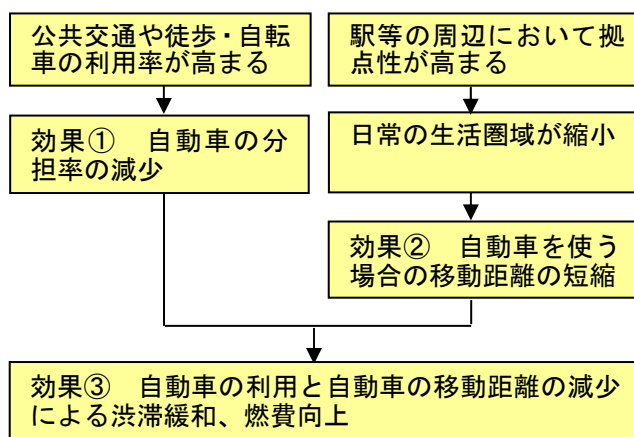 公共交通や徒歩・自転
車の利用率が高まる
駅等の周辺において拠
点性が高まる
効果① 自動車の分
担率の減少
日常の生活圏域が縮小
効果② 自動車を使う
場合の移動距離の短縮
効果③ 自動車の利用と自動車の移動距離の減少
による渋滞緩和、燃費向上